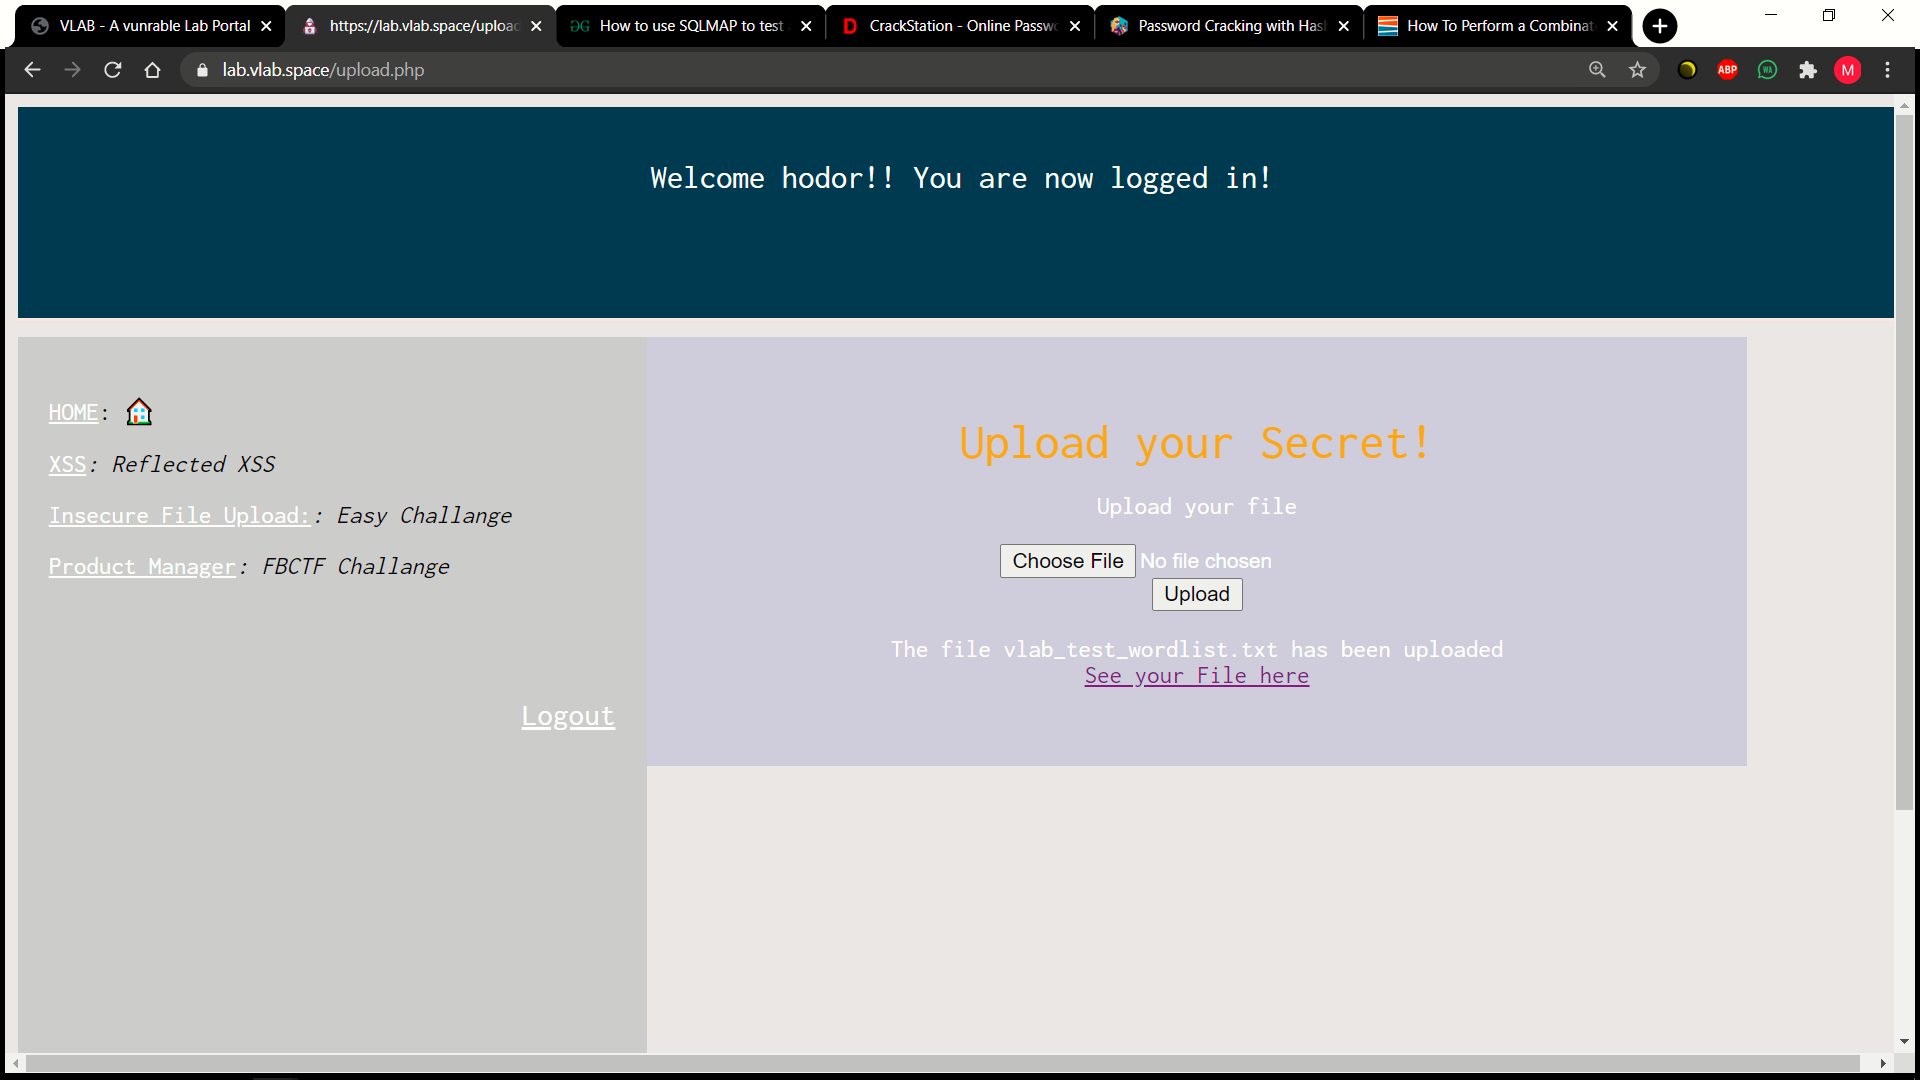 VLAB - A vunrable Lab Portal
https://lab.vlab.space/upload
How to use SQLMAP to test
CrackStation - Online Passw
Password Cracking with Has
How To Perform a Combinat
lab.vlab.space/upload.php
ABP
WA
M
Welcome hodor!! You are now logged in!
HOME:
XSS: Reflected XSS
Insecure File Upload:: Easy Challange
Product Manager: FBCTF Challange
Logout
Upload your Secret!
Upload your file
Choose File No file chosen
Upload
The file vlab_test_wordlist.txt has been uploaded
See your File here